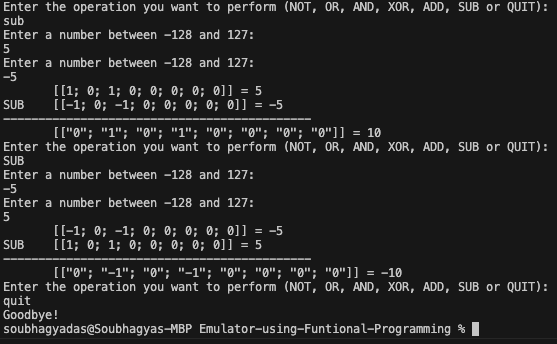 Enter the operation you want to perform (NOT, OR, AND, XOR, ADD, SUB or QUIT):
sub
Enter a number between -128 and 127:
5
Enter a number between -128 and 127:
-5
[[1; 0; 1; 0; 0; 0; 0; 0]] = 5
SUB [[-1; 0; -1; 0; 0; 0; 0; 0]] = -5
--------------------------------------------
[["0"; "1"; "0"; "1"; "0"; "0"; "0"; "0"]] = 10
Enter the operation you want to perform (NOT, OR, AND, XOR, ADD, SUB or QUIT):
SUB
Enter a number between -128 and 127:
-5
Enter a number between -128 and 127:
5
[[-1; 0; -1; 0; 0; 0; 0; 0]] = -5
SUB [[1; 0; 1; 0; 0; 0; 0; 0]] = 5
--------------------------------------------
[["0"; "-1"; "0"; "-1"; "0"; "0"; "0"; "0"]] = -10
Enter the operation you want to perform (NOT, OR, AND, XOR, ADD, SUB or QUIT):
quit
Goodbye!
soubhagyadas@Soubhagyas-MBP Emulator-using-Funtional-Programming %